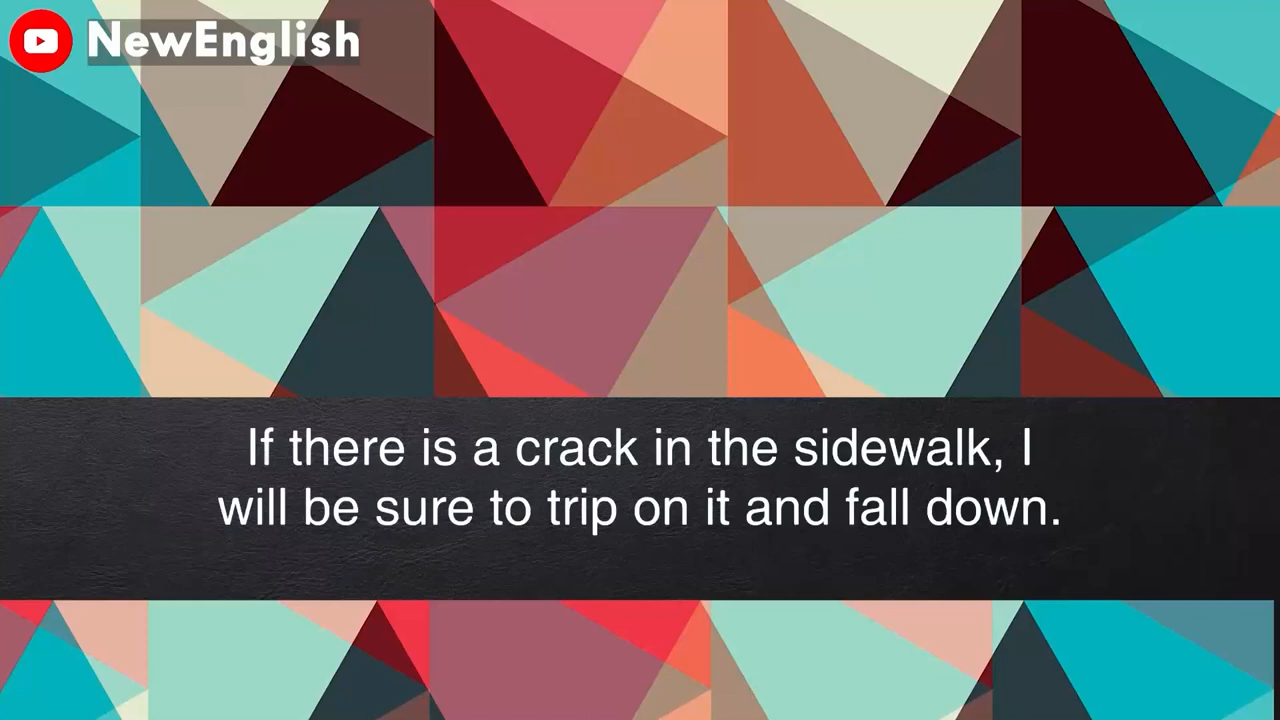 NewEnglish
If there is a crack in the sidewalk, I
will be sure to trip on it and fall down.